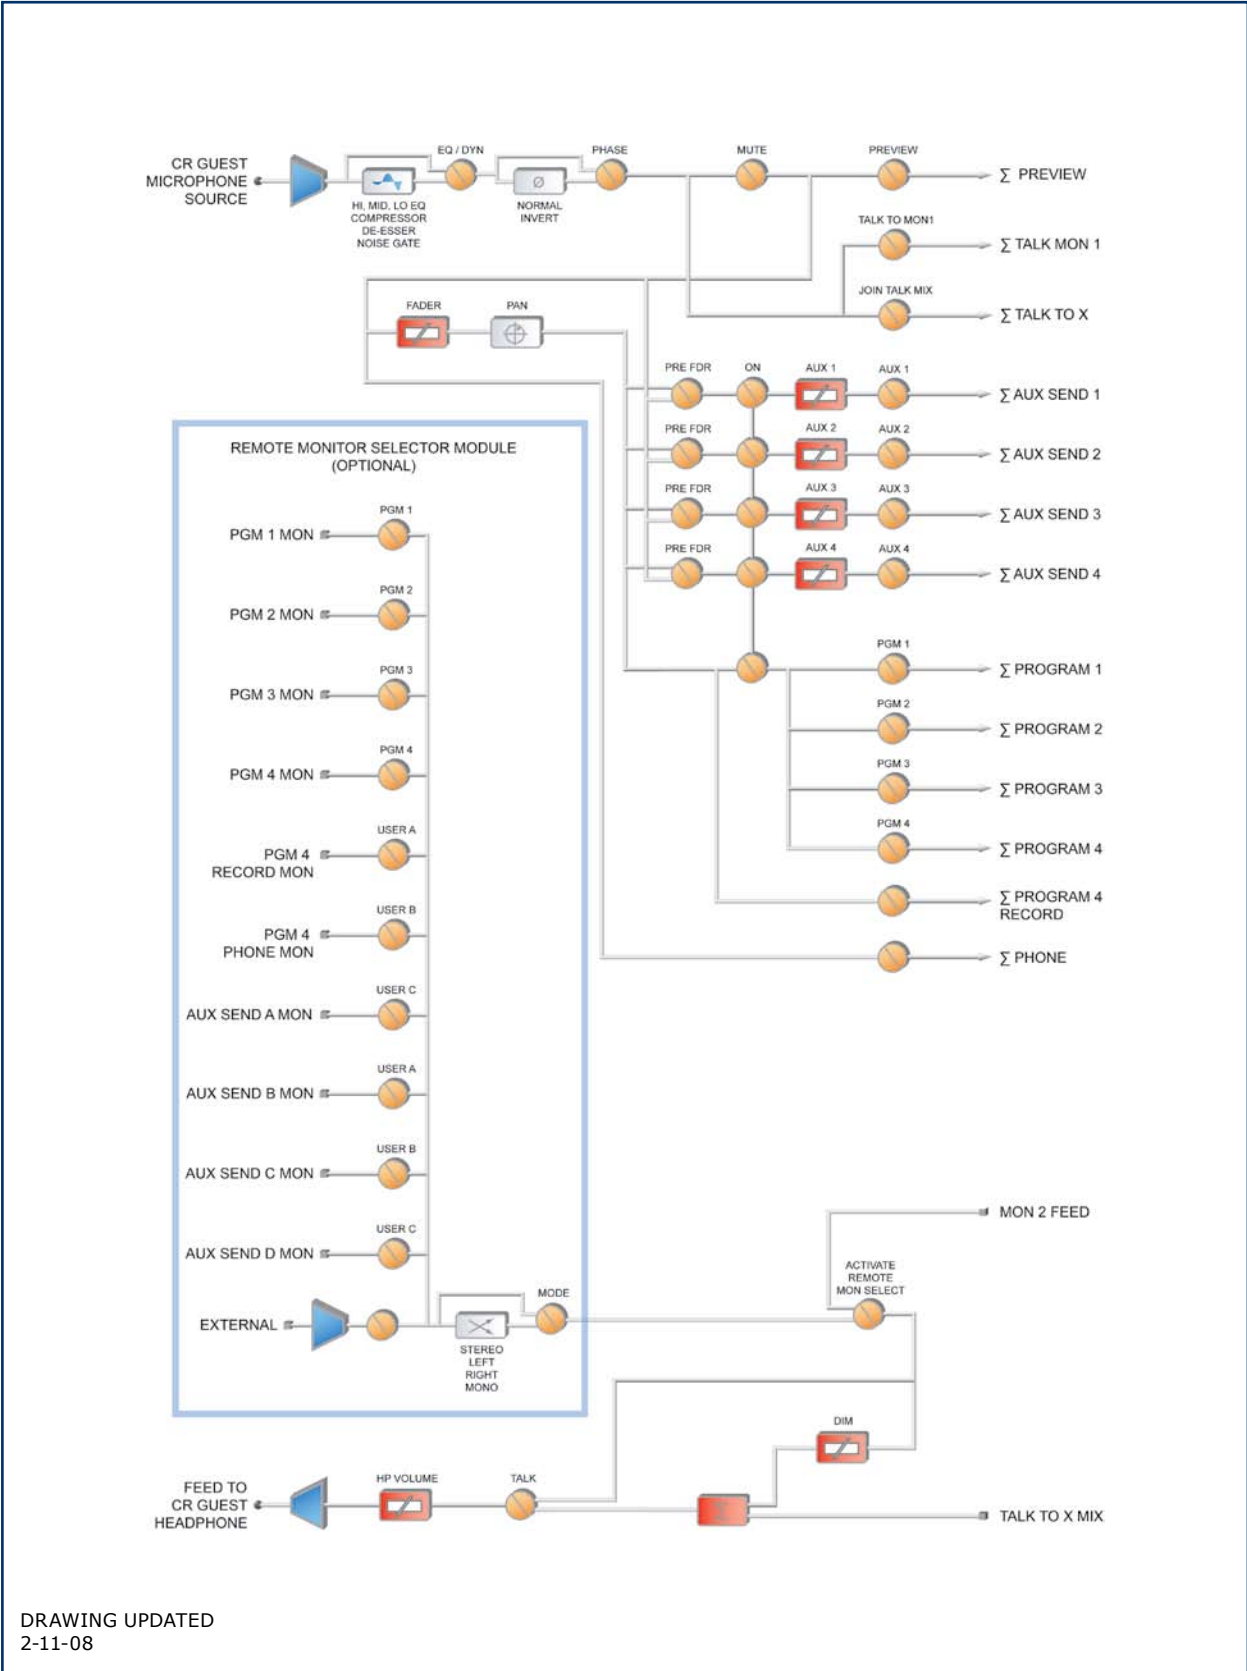 CR GUEST
MICROPHONE
SOURCE
EQ / DYN
HI, MID, LO EQ
COMPRESSOR
DE-ESSER
NOISE GATE
Ø
NORMAL
INVERT
PHASE
MUTE
PREVIEW
∑ PREVIEW
TALK TO MON1
∑ TALK MON 1
JOIN TALK MIX
∑ TALK TO X
FADER
PAN
PRE FDR
ON
AUX 1
AUX 1
∑ AUX SEND 1
PRE FDR
AUX 2
AUX 2
∑ AUX SEND 2
PRE FDR
AUX 3
AUX 3
∑ AUX SEND 3
PRE FDR
AUX 4
AUX 4
∑ AUX SEND 4
PGM 1
∑ PROGRAM 1
PGM 2
∑ PROGRAM 2
PGM 3
∑ PROGRAM 3
PGM 4
∑ PROGRAM 4
∑ PROGRAM 4
RECORD
∑ PHONE
REMOTE MONITOR SELECTOR MODULE
(OPTIONAL)
PGM 1
PGM 1 MON
PGM 2
PGM 2 MON
PGM 3
PGM 3 MON
PGM 4
PGM 4 MON
USER A
PGM 4
RECORD MON
USER B
PGM 4
PHONE MON
USER C
AUX SEND A MON
USER A
AUX SEND B MON
USER B
AUX SEND C MON
USER C
AUX SEND D MON
EXTERNAL
MODE
STEREO
LEFT
RIGHT
MONO
MON 2 FEED
ACTIVATE
REMOTE
MON SELECT
DIM
FEED TO
CR GUEST
HEADPHONE
HP VOLUME
TALK
∑
TALK TO X MIX
DRAWING UPDATED
2-11-08